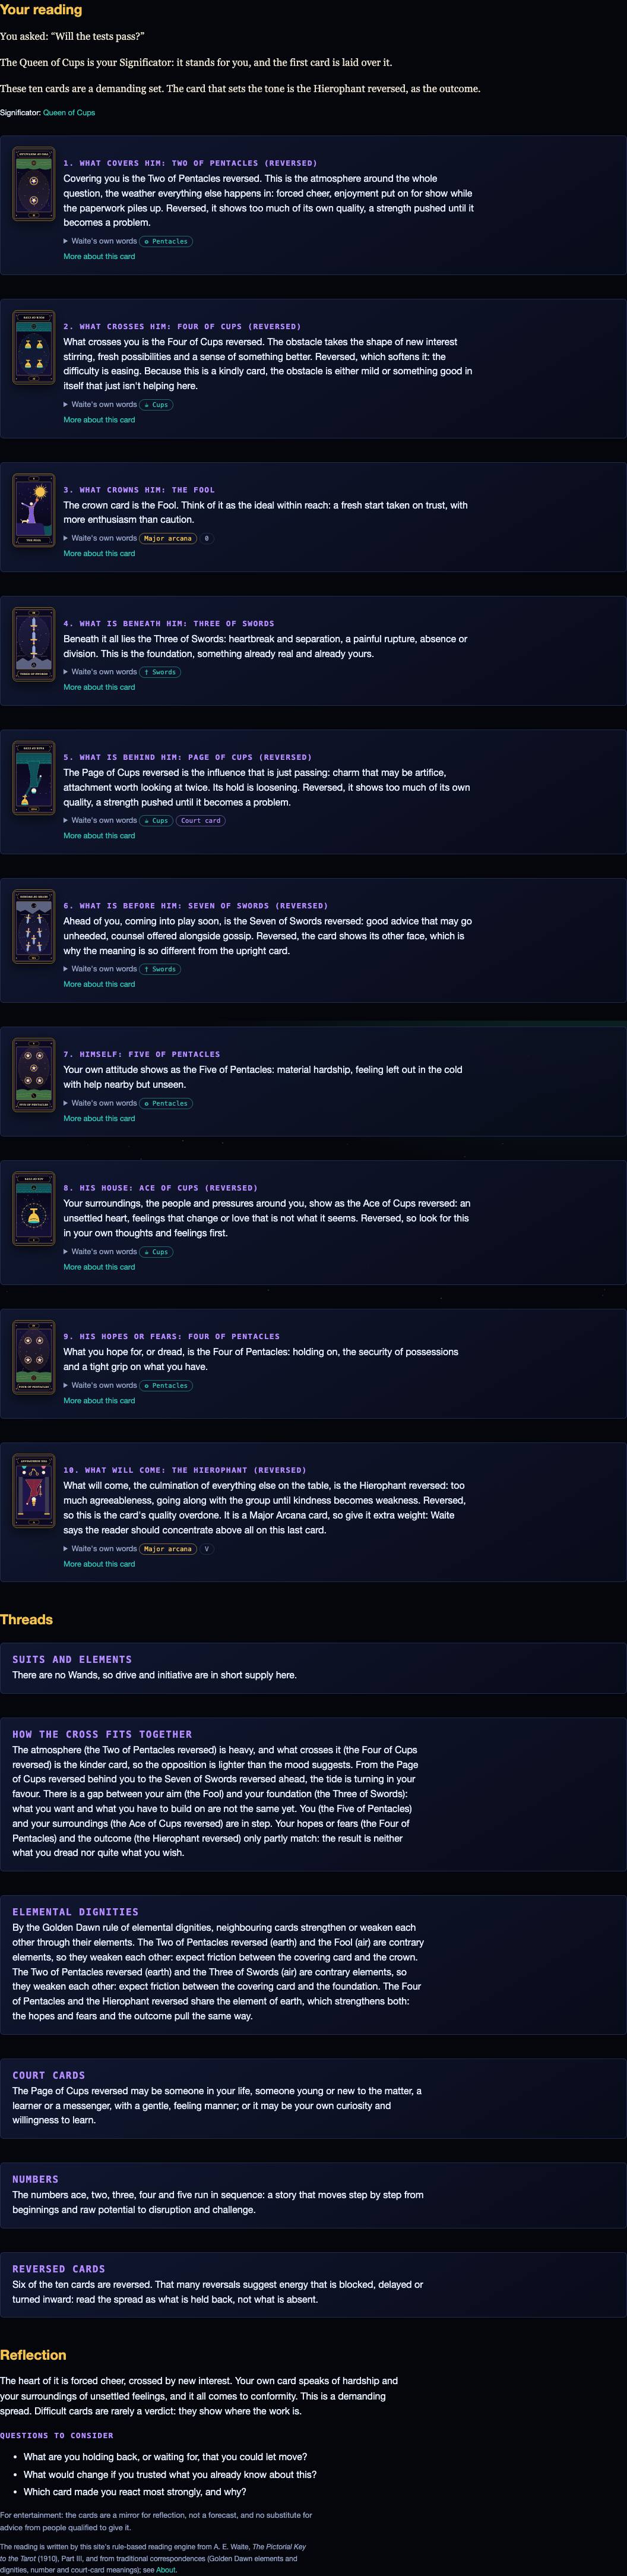 Your reading
You asked: “Will the tests pass?”
The Queen of Cups is your Significator: it stands for you, and the first card is laid over it.
These ten cards are a demanding set. The card that sets the tone is the Hierophant reversed, as the outcome.
Significator: Queen of Cups
1. WHAT COVERS HIM: TWO OF PENTACLES (REVERSED)
Covering you is the Two of Pentacles reversed. This is the atmosphere around the whole
question, the weather everything else happens in: forced cheer, enjoyment put on for show while
the paperwork piles up. Reversed, it shows too much of its own quality, a strength pushed until it
becomes a problem.
Waite's own words Pentacles
More about this card
2. WHAT CROSSES HIM: FOUR OF CUPS (REVERSED)
What crosses you is the Four of Cups reversed. The obstacle takes the shape of new interest
stirring, fresh possibilities and a sense of something better. Reversed, which softens it: the
difficulty is easing. Because this is a kindly card, the obstacle is either mild or something good in
itself that just isn't helping here.
Waite's own words Cups
More about this card
3. WHAT CROWNS HIM: THE FOOL
The crown card is the Fool. Think of it as the ideal within reach: a fresh start taken on trust, with
more enthusiasm than caution.
Waite's own words Major arcana 0
More about this card
THE FOOL
4. WHAT IS BENEATH HIM: THREE OF SWORDS
Beneath it all lies the Three of Swords: heartbreak and separation, a painful rupture, absence or
division. This is the foundation, something already real and already yours.
Waite's own words † Swords
More about this card
THREE OF SWORDS
5. WHAT IS BEHIND HIM: PAGE OF CUPS (REVERSED)
The Page of Cups reversed is the influence that is just passing: charm that may be artifice,
attachment worth looking at twice. Its hold is loosening. Reversed, it shows too much of its own
quality, a strength pushed until it becomes a problem.
Waite's own words Cups Court card
More about this card
6. WHAT IS BEFORE HIM: SEVEN OF SWORDS (REVERSED)
Ahead of you, coming into play soon, is the Seven of Swords reversed: good advice that may go
unheeded, counsel offered alongside gossip. Reversed, the card shows its other face, which is
why the meaning is so different from the upright card.
Waite's own words † Swords
More about this card
7. HIMSELF: FIVE OF PENTACLES
Your own attitude shows as the Five of Pentacles: material hardship, feeling left out in the cold
with help nearby but unseen.
Waite's own words Pentacles
More about this card
FIVE OF PENTACLES
8. HIS HOUSE: ACE OF CUPS (REVERSED)
Your surroundings, the people and pressures around you, show as the Ace of Cups reversed: an
unsettled heart, feelings that change or love that is not what it seems. Reversed, so look for this
in your own thoughts and feelings first.
Waite's own words Cups
More about this card
9. HIS HOPES OR FEARS: FOUR OF PENTACLES
What you hope for, or dread, is the Four of Pentacles: holding on, the security of possessions
and a tight grip on what you have.
Waite's own words Pentacles
More about this card
FOUR OF PENTACLES
10. WHAT WILL COME: THE HIEROPHANT (REVERSED)
What will come, the culmination of everything else on the table, is the Hierophant reversed: too
much agreeableness, going along with the group until kindness becomes weakness. Reversed,
so this is the card's quality overdone. It is a Major Arcana card, so give it extra weight: Waite
says the reader should concentrate above all on this last card.
Waite's own words Major arcana V
More about this card
Threads
SUITS AND ELEMENTS
There are no Wands, so drive and initiative are in short supply here.
HOW THE CROSS FITS TOGETHER
The atmosphere (the Two of Pentacles reversed) is heavy, and what crosses it (the Four of Cups
reversed) is the kinder card, so the opposition is lighter than the mood suggests. From the Page
of Cups reversed behind you to the Seven of Swords reversed ahead, the tide is turning in your
favour. There is a gap between your aim (the Fool) and your foundation (the Three of Swords):
what you want and what you have to build on are not the same yet. You (the Five of Pentacles)
and your surroundings (the Ace of Cups reversed) are in step. Your hopes or fears (the Four of
Pentacles) and the outcome (the Hierophant reversed) only partly match: the result is neither
what you dread nor quite what you wish.
ELEMENTAL DIGNITIES
By the Golden Dawn rule of elemental dignities, neighbouring cards strengthen or weaken each
other through their elements. The Two of Pentacles reversed (earth) and the Fool (air) are contrary
elements, so they weaken each other: expect friction between the covering card and the crown.
The Two of Pentacles reversed (earth) and the Three of Swords (air) are contrary elements, so
they weaken each other: expect friction between the covering card and the foundation. The Four
of Pentacles and the Hierophant reversed share the element of earth, which strengthens both:
the hopes and fears and the outcome pull the same way.
COURT CARDS
The Page of Cups reversed may be someone in your life, someone young or new to the matter, a
learner or a messenger, with a gentle, feeling manner; or it may be your own curiosity and
willingness to learn.
NUMBERS
The numbers ace, two, three, four and five run in sequence: a story that moves step by step from
beginnings and raw potential to disruption and challenge.
REVERSED CARDS
Six of the ten cards are reversed. That many reversals suggest energy that is blocked, delayed or
turned inward: read the spread as what is held back, not what is absent.
Reflection
The heart of it is forced cheer, crossed by new interest. Your own card speaks of hardship and
your surroundings of unsettled feelings, and it all comes to conformity. This is a demanding
spread. Difficult cards are rarely a verdict: they show where the work is.
QUESTIONS TO CONSIDER
• What are you holding back, or waiting for, that you could let move?
• What would change if you trusted what you already know about this?
• Which card made you react most strongly, and why?
For entertainment: the cards are a mirror for reflection, not a forecast, and no substitute for
advice from people qualified to give it.
The reading is written by this site's rule-based reading engine from A. E. Waite, The Pictorial Key
to the Tarot (1910), Part III, and from traditional correspondences (Golden Dawn elements and
dignities, number and court-card meanings); see About.